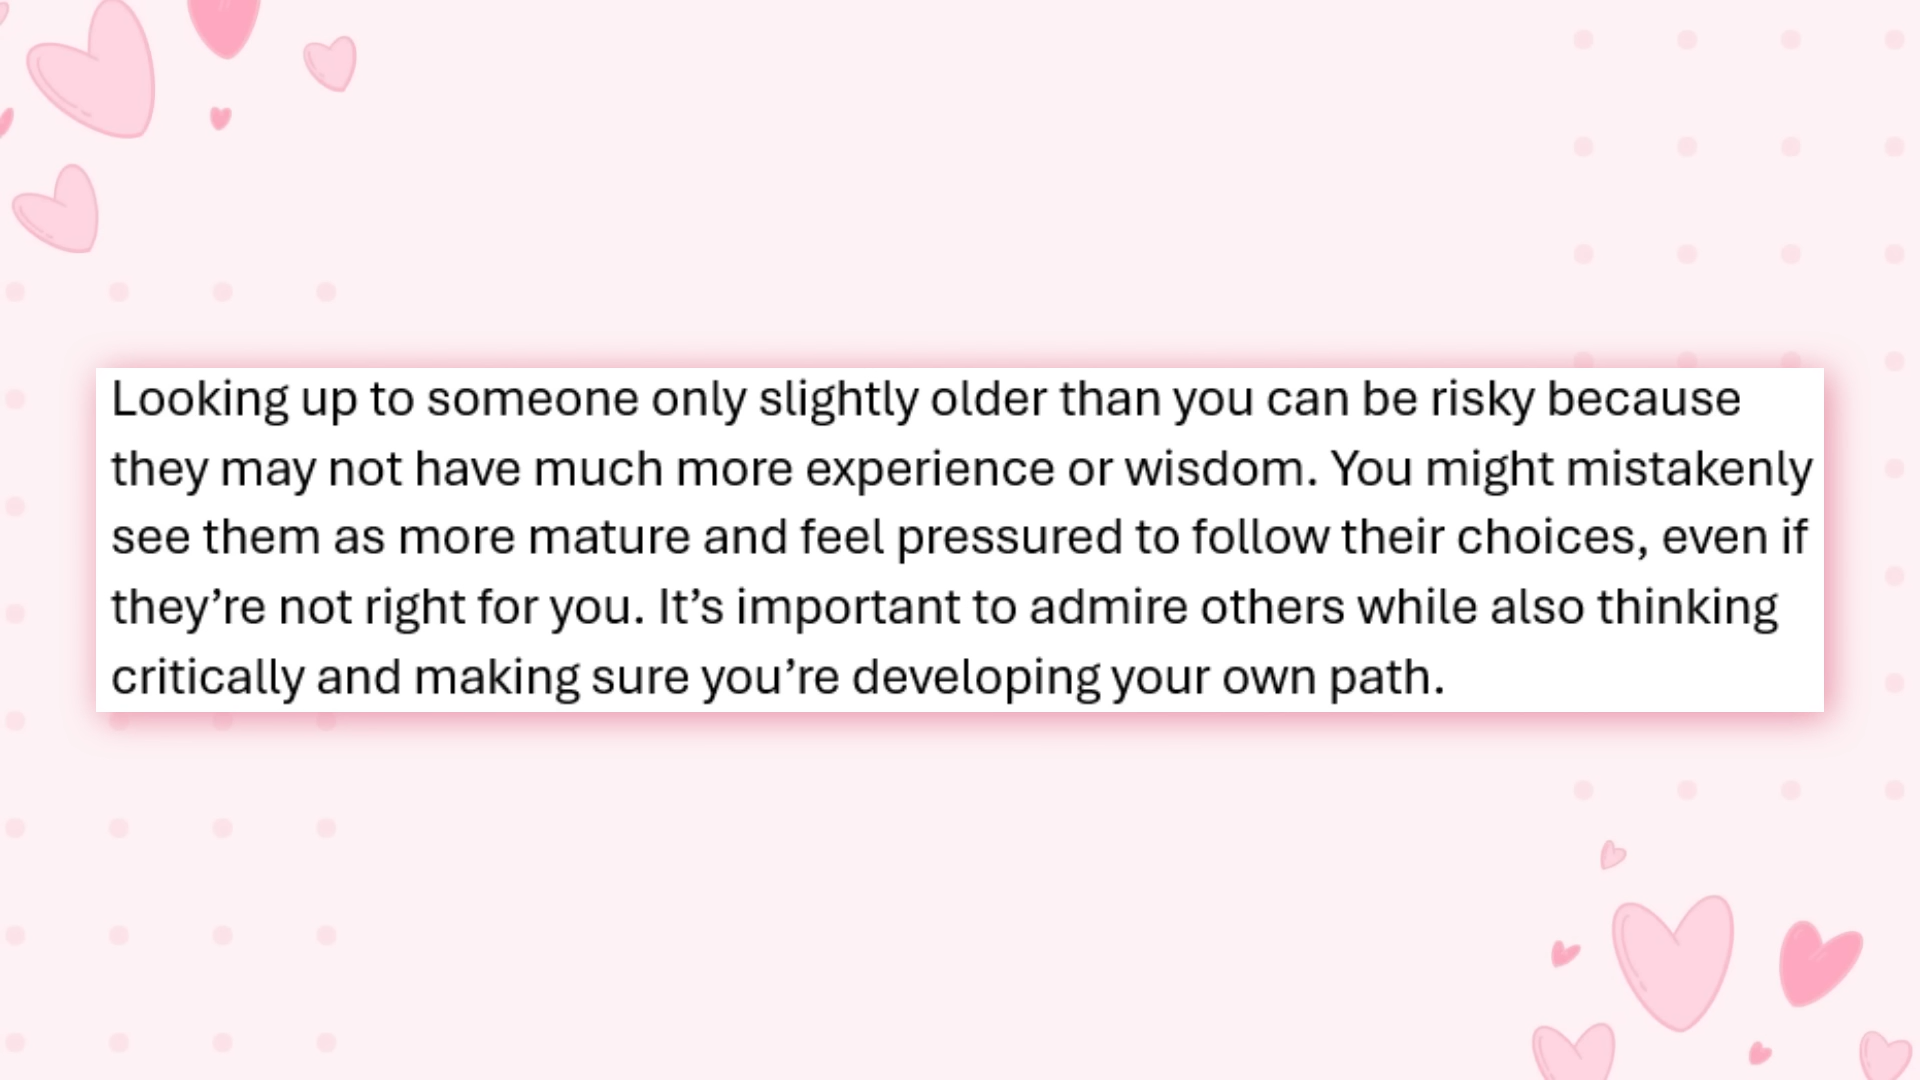 Looking up to someone only slightly older than you can be risky because
they may not have much more experience or wisdom. You might mistakenly
see them as more mature and feel pressured to follow their choices, even if
they’re not right for you. It’s important to admire others while also thinking
critically and making sure you’re developing your own path.